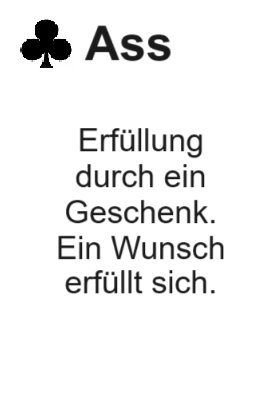 ♣ Ass
Erfüllung
durch ein
Geschenk.
Ein Wunsch
erfüllt sich.